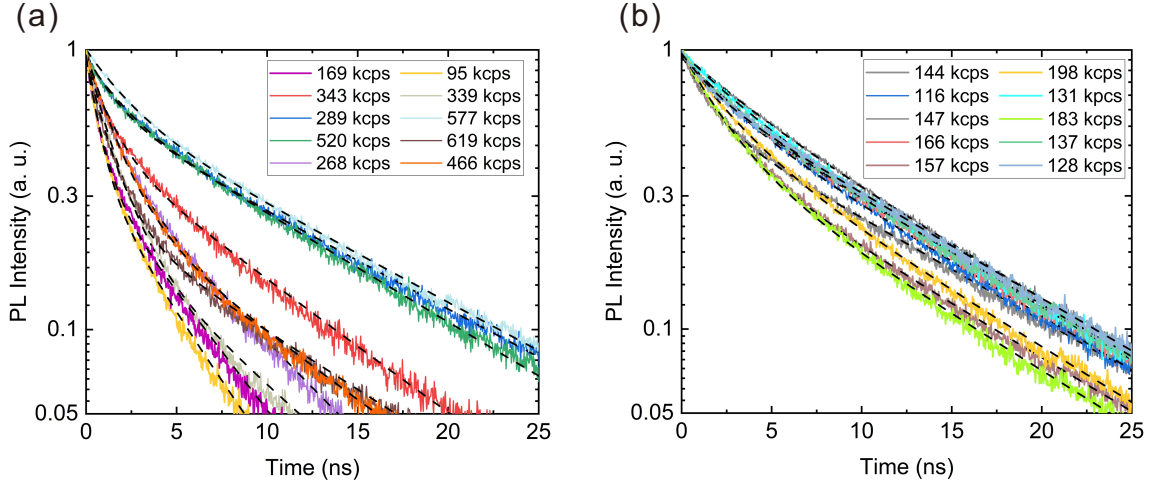 (a)
PL Intensity (a. u.)
1
0.3
0.1
0.05
169 kcps 95 kcps
343 kcps 339 kcps
289 kcps 577 kcps
520 kcps 619 kcps
268 kcps 466 kcps
0 5 10 15 20 25
Time (ns)
(b)
PL Intensity (a. u.)
1
0.3
0.1
0.05
144 kcps 198 kcps
116 kcps 131 kpcs
147 kcps 183 kcps
166 kcps 137 kcps
157 kcps 128 kcps
0 5 10 15 20 25
Time (ns)